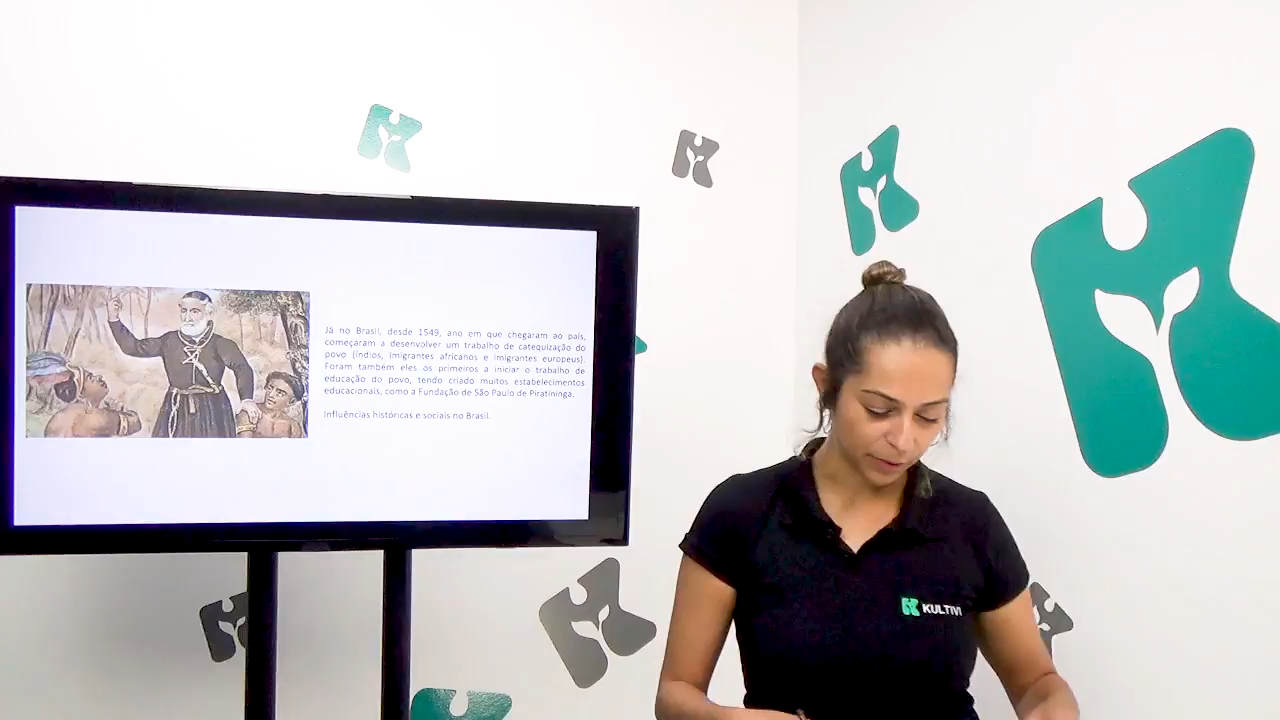 Já no Brasil, desde 1549, ano em que chegaram ao país,
começaram a desenvolver um trabalho de catequização do
povo (índios, imigrantes africanos e imigrantes europeus).
Foram também eles os primeiros a iniciar o trabalho de
educação do povo, tendo criado muitos estabelecimentos
educacionais, como a Fundação de São Paulo de Piratininga.
Influências históricas e sociais no Brasil.
KULTIVI